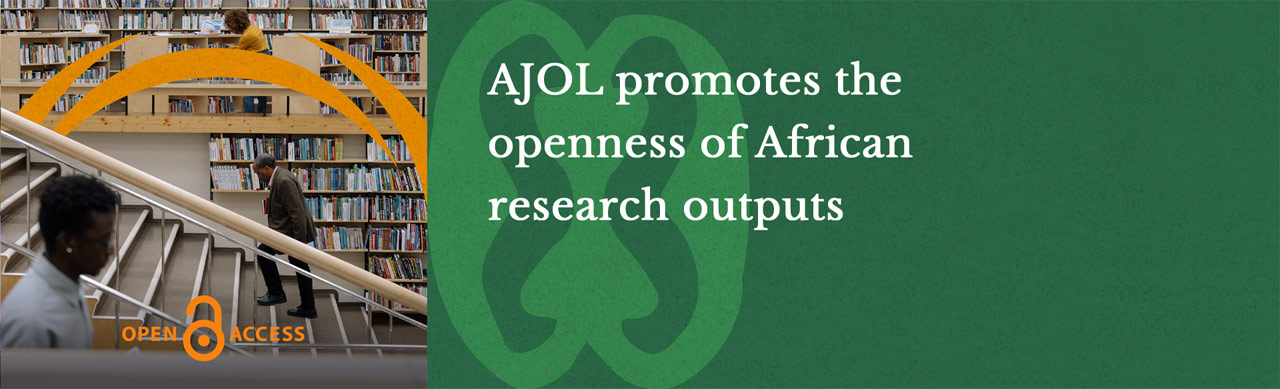 AJOL promotes the
openness of African
research outputs
OPEN ACCESS